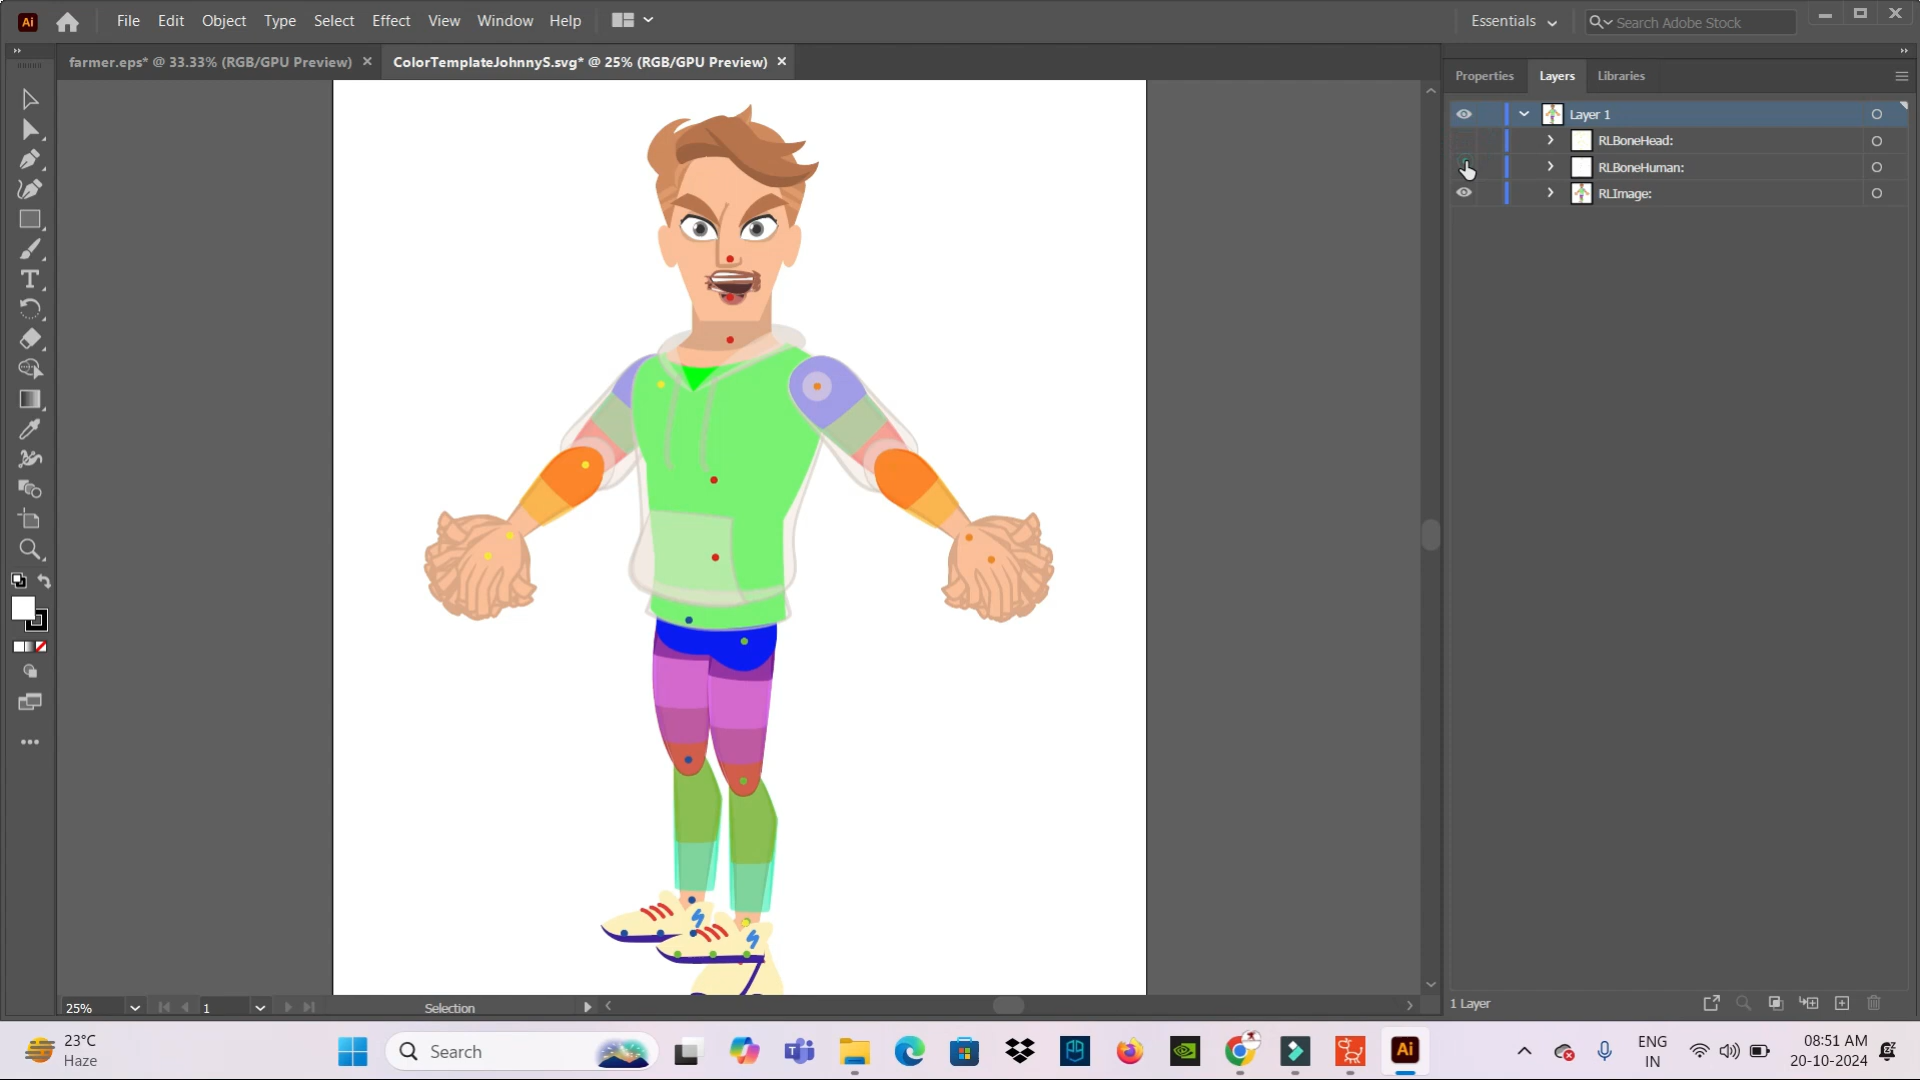 Ai File Edit Object Type Select Effect View Window Help Essentials Search Adobe Stock
farmer.eps* @ 33.33% (RGB/GPU Preview) ColorTemplateJohnnyS.svg* @ 25% (RGB/GPU Preview)
Properties Layers Libraries
Layer 1
RLBoneHead:
RLBoneHuman:
RLImage:
25% 1 Selection
1 Layer
23°C
Haze
Search
Ai
ENG
IN
08:51 AM
20-10-2024